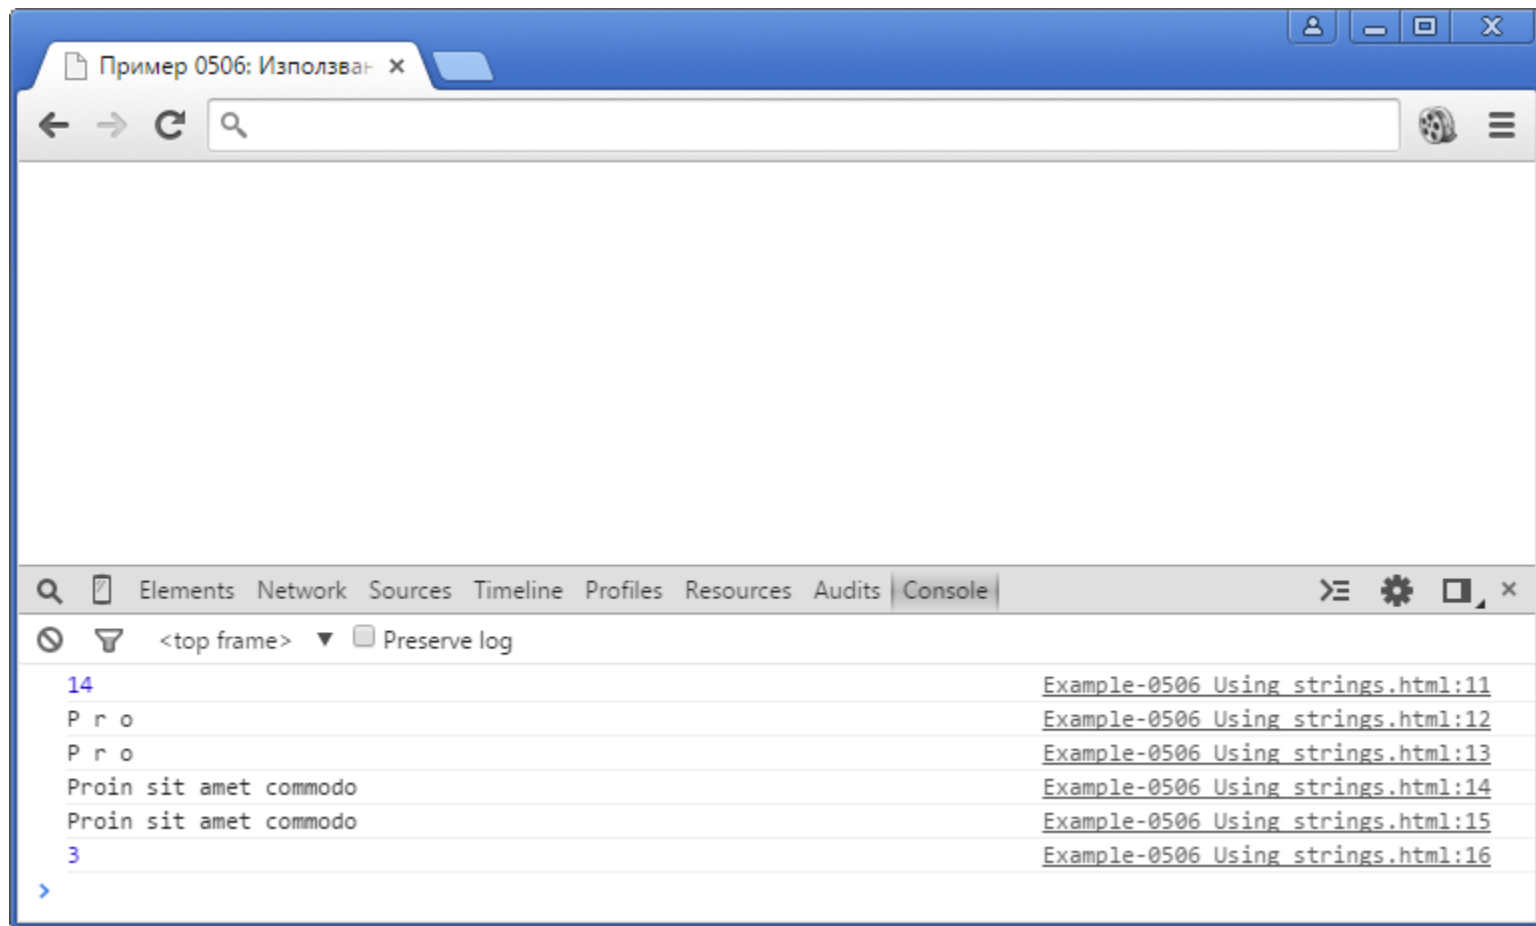 Пример 0506: Използван
Elements Network Sources Timeline Profiles Resources Audits Console
<top frame> Preserve log
14 Example-0506 Using strings.html:11
P r o Example-0506 Using strings.html:12
P r o Example-0506 Using strings.html:13
Proin sit amet commodo Example-0506 Using strings.html:14
Proin sit amet commodo Example-0506 Using strings.html:15
3 Example-0506 Using strings.html:16